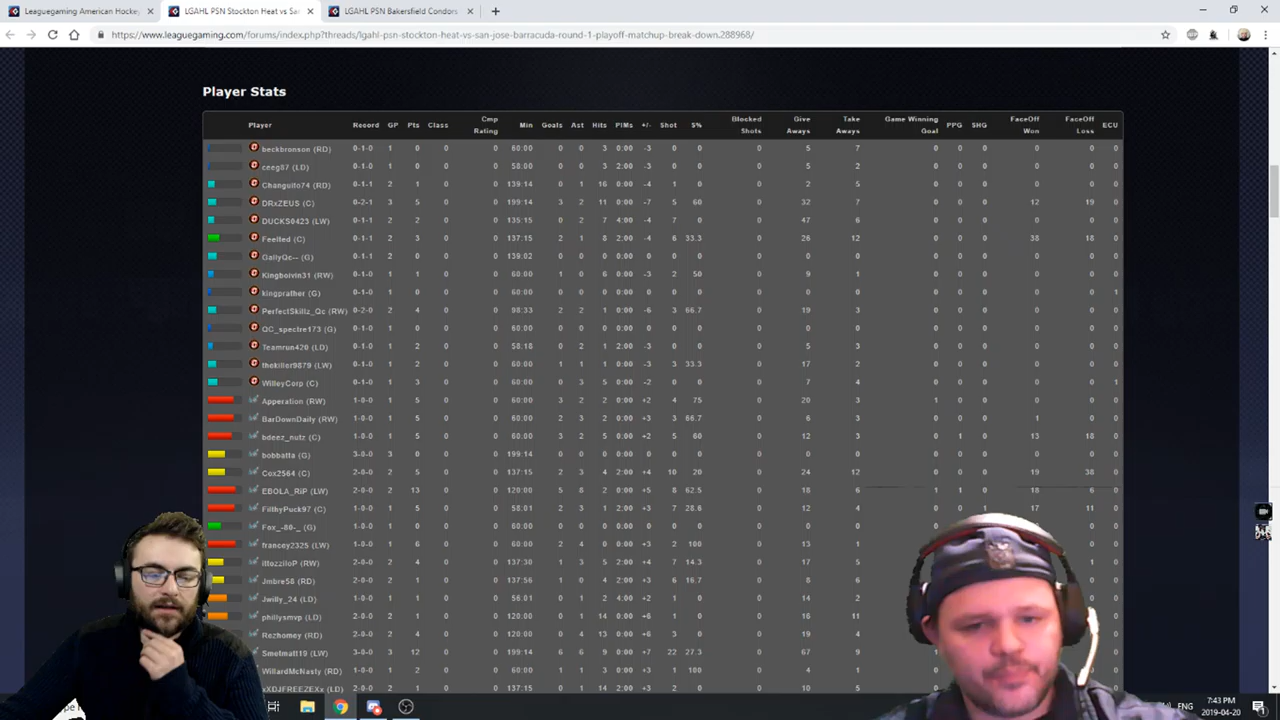 Leaguegaming American Hockey
LGAHL PSN Stockton Heat vs Sa
LGAHL PSN Bakersfield Condors
https://www.leaguegaming.com/forums/index.php?threads/lgahl-psn-stockton-heat-vs-san-jose-barracuda-round-1-playoff-matchup-break-down.288968/
Player Stats
Player Record GP Pts Class Cmp Rating Min Goals Ast Hits PIMs +/- Shot S% Blocked Shots Give Aways Take Aways Game Winning Goal PPG SHG FaceOff Won FaceOff Loss ECU
beckbronson (RD) 0-1-0 1 0 0 0 60:00 0 0 3 0:00 -3 0 0 0 5 7 0 0 0 0 0 0
ceeg87 (LD) 0-1-0 1 0 0 0 58:00 0 0 3 2:00 -3 0 0 0 5 2 0 0 0 0 0 0
Changuito74 (RD) 0-1-1 2 1 0 0 139:14 0 1 16 0:00 -4 1 0 0 2 5 0 0 0 0 0 0
DRxZEUS (C) 0-2-1 3 5 0 0 199:14 3 2 11 0:00 -7 5 60 0 32 7 0 0 0 12 19 0
DUCKS0423 (LW) 0-1-1 2 2 0 0 135:15 0 2 7 4:00 -4 7 0 0 47 6 0 0 0 0 0 0
Feelted (C) 0-1-1 2 3 0 0 137:15 2 1 8 2:00 -4 6 33.3 0 26 12 0 0 0 38 18 0
GallyQc-- (G) 0-1-1 2 0 0 0 139:02 0 0 0 0:00 0 0 0 0 0 0 0 0 0 0 0 0
Kingboivin31 (RW) 0-1-0 1 1 0 0 60:00 1 0 6 0:00 -3 2 50 0 9 1 0 0 0 0 0 0
kingprather (G) 0-1-0 1 0 0 0 60:00 0 0 0 0:00 0 0 0 0 0 0 0 0 0 0 0 1
PerfectSkillz_Qc (RW) 0-2-0 2 4 0 0 98:33 2 2 1 0:00 -6 3 66.7 0 19 3 0 0 0 0 0 0
QC_spectre173 (G) 0-1-0 1 0 0 0 60:00 0 0 0 0:00 0 0 0 0 0 0 0 0 0 0 0 0
Teamrun420 (LD) 0-1-0 1 2 0 0 58:18 0 2 1 2:00 -3 0 0 0 5 3 0 0 0 0 0 0
thekillor9879 (LW) 0-1-0 1 2 0 0 60:00 1 1 1 0:00 -3 3 33.3 0 17 2 0 0 0 0 0 0
WilleyCorp (C) 0-1-0 1 3 0 0 60:00 0 3 5 0:00 -2 0 0 0 7 4 0 0 0 0 0 1
Apperation (RW) 1-0-0 1 5 0 0 60:00 3 2 2 0:00 +2 4 75 0 20 3 1 0 0 0 0 0
BarDownDaily (RW) 1-0-0 1 5 0 0 60:00 2 3 2 0:00 +3 3 66.7 0 6 3 0 0 0 1 0 0
bdeez_nutz (C) 1-0-0 1 5 0 0 60:00 3 2 5 0:00 +2 5 60 0 12 3 0 1 0 13 18 0
bobbatta (G) 3-0-0 3 0 0 0 199:14 0 0 0 0:00 0 0 0 0 0 0 0 0 0 0 0 0
Cox2564 (C) 2-0-0 2 5 0 0 137:15 2 3 4 2:00 +4 10 20 0 24 12 0 0 0 19 38 0
EBOLA_RiP (LW) 2-0-0 2 13 0 0 120:00 5 8 2 0:00 +5 8 62.5 0 18 6 1 1 0 18 6 0
FilthyPuck97 (C) 1-0-0 1 5 0 0 58:01 2 3 1 2:00 +3 7 28.6 0 12 4 0 0 1 17 11 0
Fox_-80-_ (G) 1-0-0 1 0 0 0 60:00 0 0 0 0:00 0 0 0 0 0 0 0 0
francey2325 (LW) 1-0-0 1 6 0 0 60:00 2 4 0 0:00 +3 2 100 0 13 1 0 0
ittozziloP (RW) 2-0-0 2 4 0 0 137:30 1 3 5 2:00 +4 7 14.3 0 17 5 0 1 0
Jmbre58 (RD) 2-0-0 2 1 0 0 137:56 1 0 4 2:00 +3 6 16.7 0 8 6 0 0 0
Jwilly_24 (LD) 1-0-0 1 1 0 0 56:01 0 1 2 4:00 +2 1 0 0 14 2 0 0
phillysmvp (LD) 2-0-0 2 1 0 0 120:00 0 1 14 0:00 +6 1 0 0 16 11 0 0
Rezhomey (RD) 2-0-0 2 4 0 0 120:00 0 4 13 0:00 +6 3 0 0 19 4 0 0
Smetmat119 (LW) 3-0-0 3 12 0 0 199:14 6 6 9 0:00 +7 22 27.3 0 67 9 0 0
WillardMcNasty (RD) 1-0-0 1 2 0 0 60:00 1 1 3 0:00 +3 1 100 0 4 1 0 0
xXDJFREEZEXx (LD) 2-0-0 2 1 0 0 137:15 0 1 14 2:00 +3 2 0 0 10 5 0 0
ENG
7:43 PM
2019-04-20